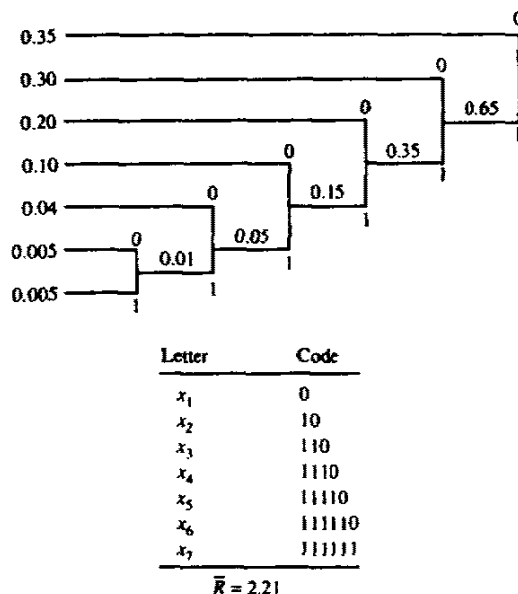 0
0.35
0
0.30
0.65
0
0.20
1
0
0.35
0.10
1
0
0.15
0.04
1
0
0.05
0.005
0.01
1
1
0.005
1
Letter Code
x₁ 0
x₂ 10
x₃ 110
x₄ 1110
x₅ 11110
x₆ 111110
x₇ 111111
R̄ = 2.21